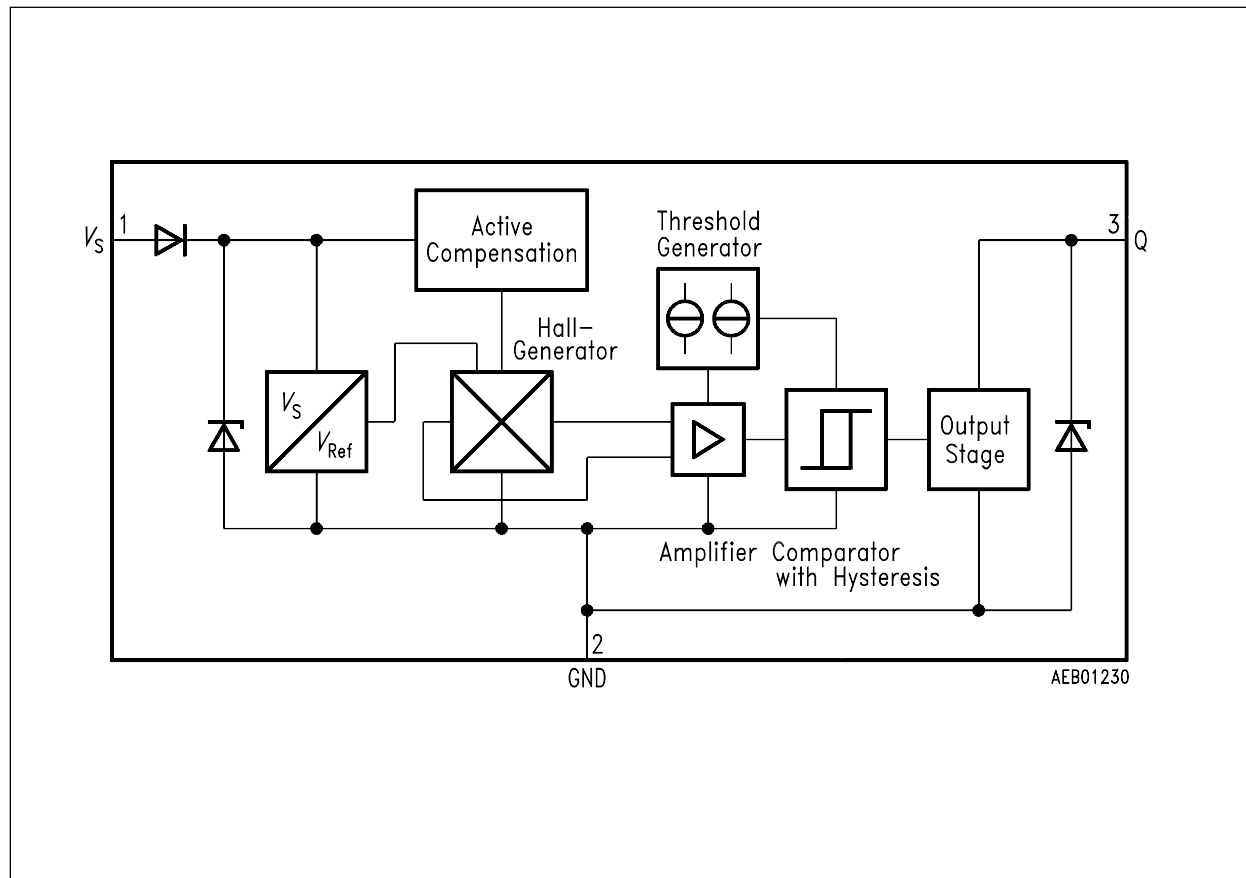 V_S
1
Active
Compensation
Threshold
Generator
3
Q
Hall–
Generator
V_S
V_Ref
Output
Stage
Amplifier
Comparator
with Hysteresis
2
GND
AEB01230